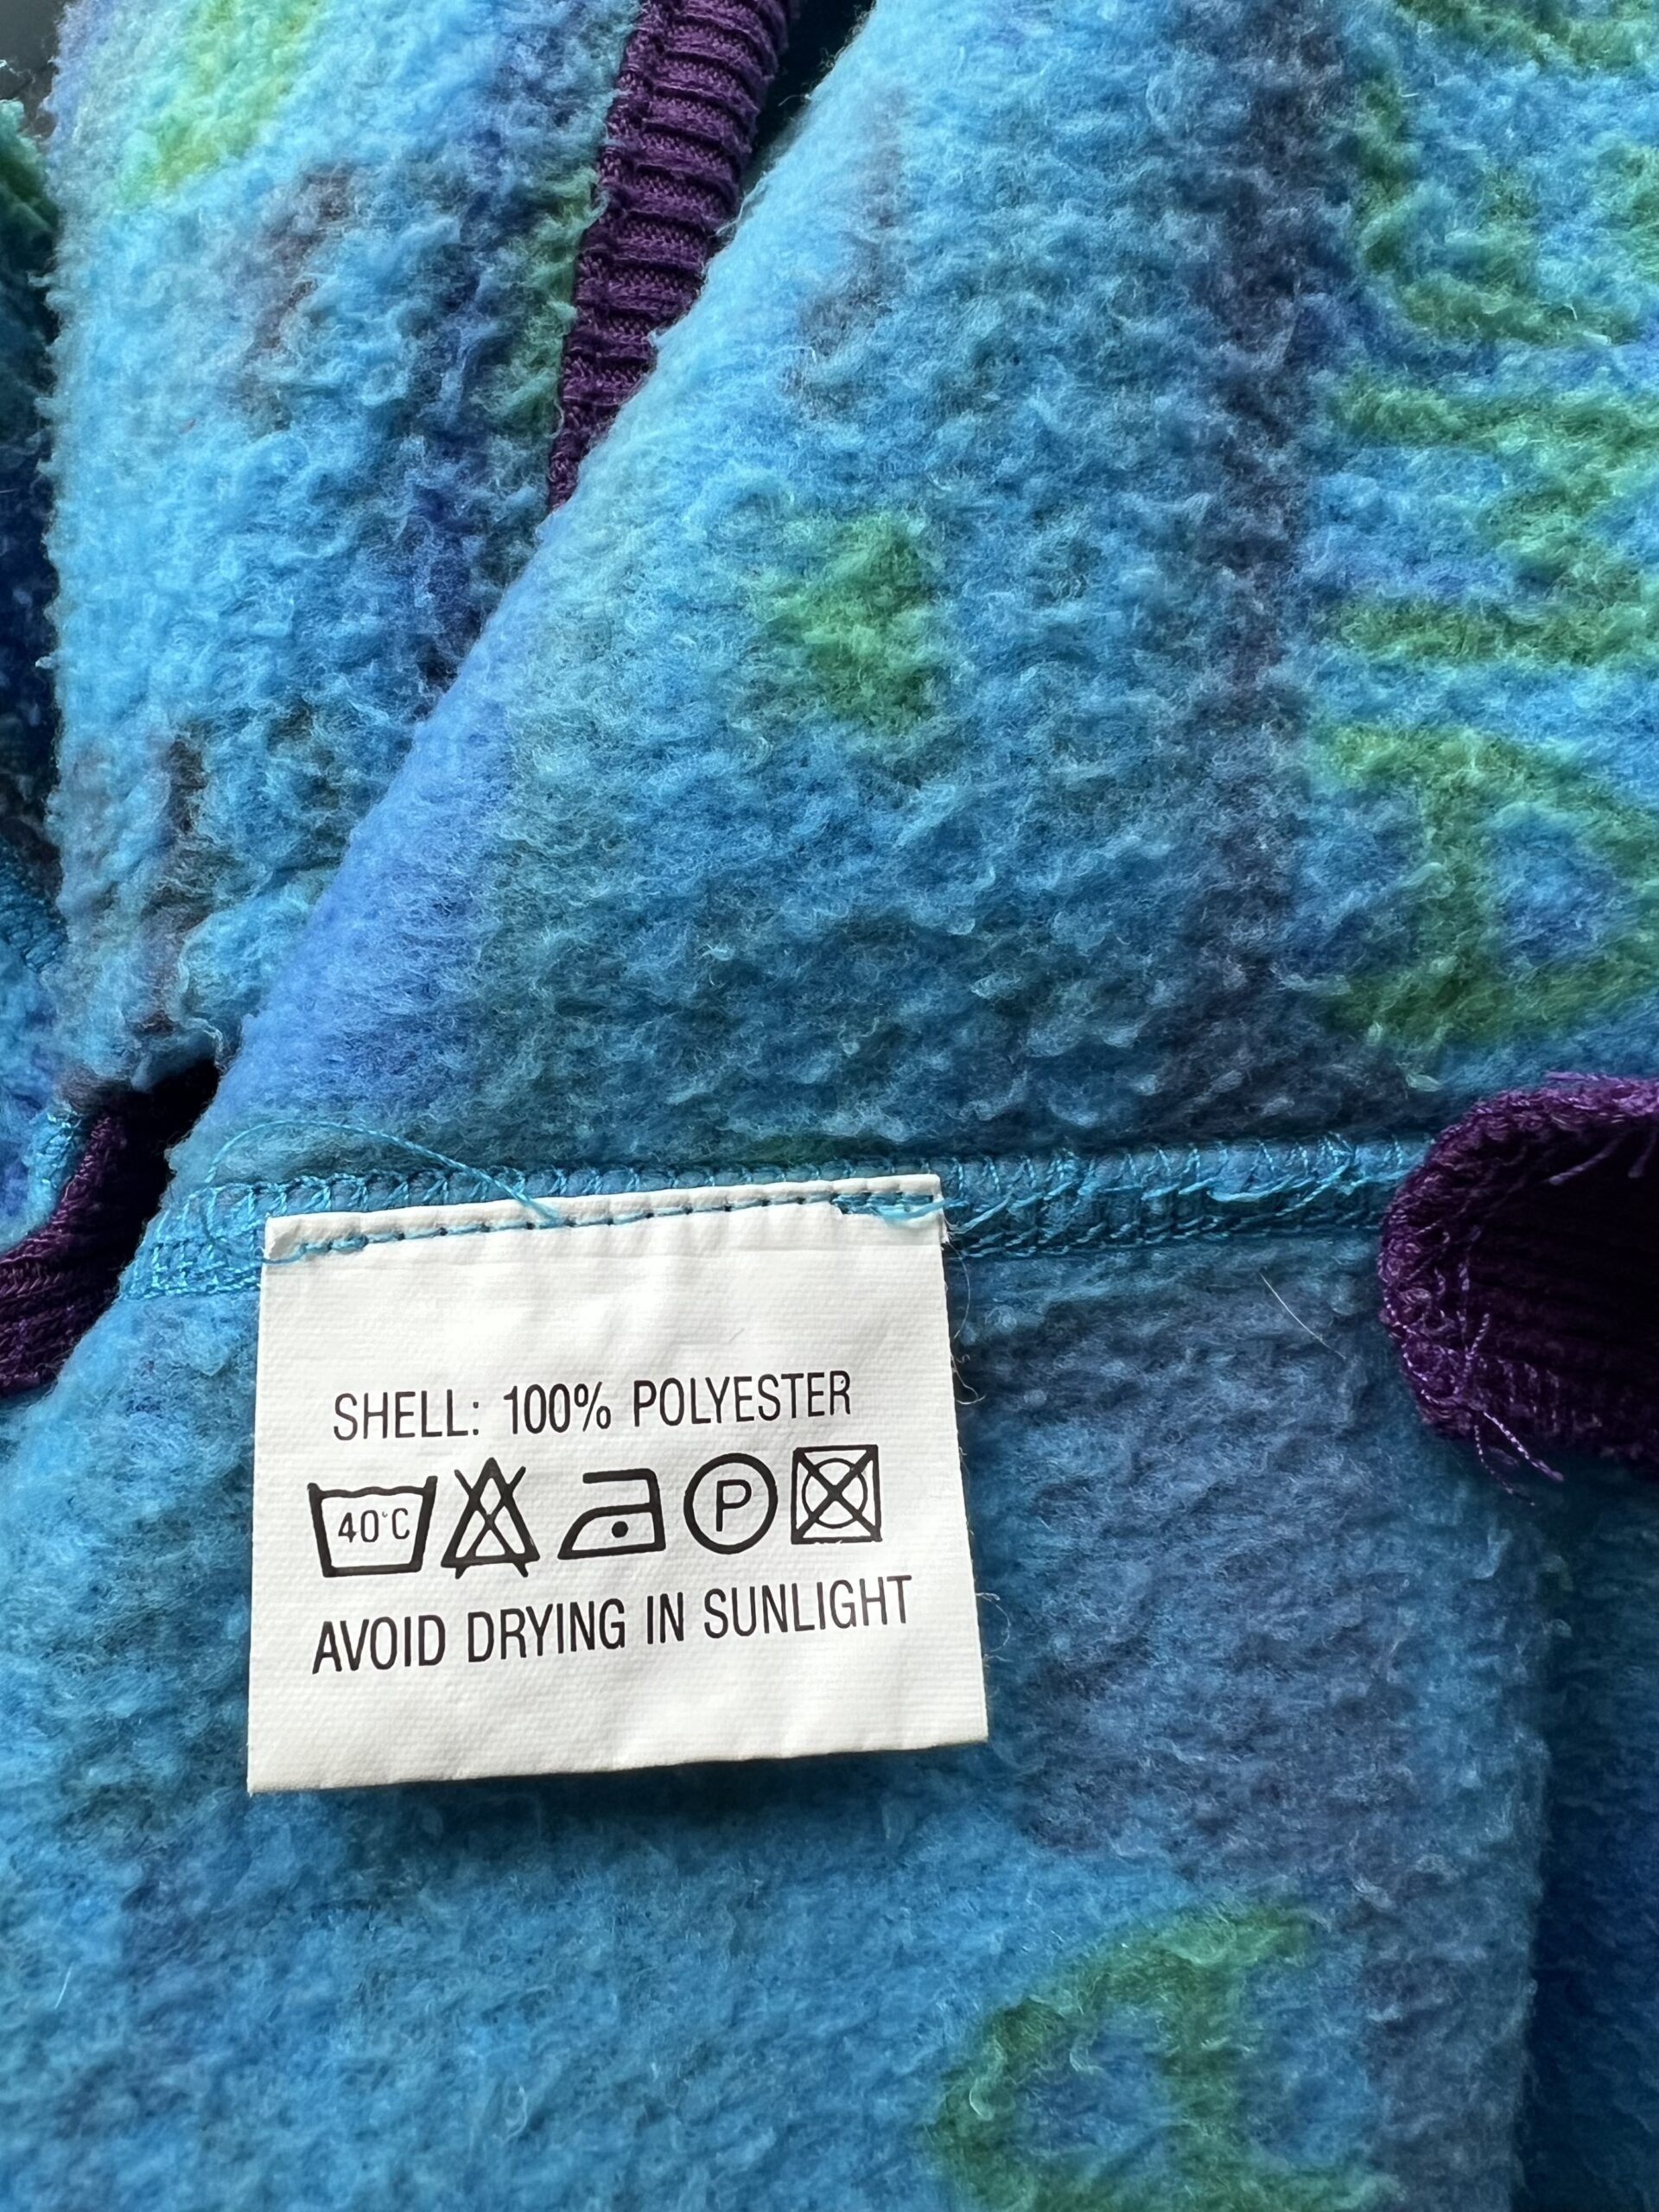 SHELL: 100% POLYESTER
40°C P
AVOID DRYING IN SUNLIGHT